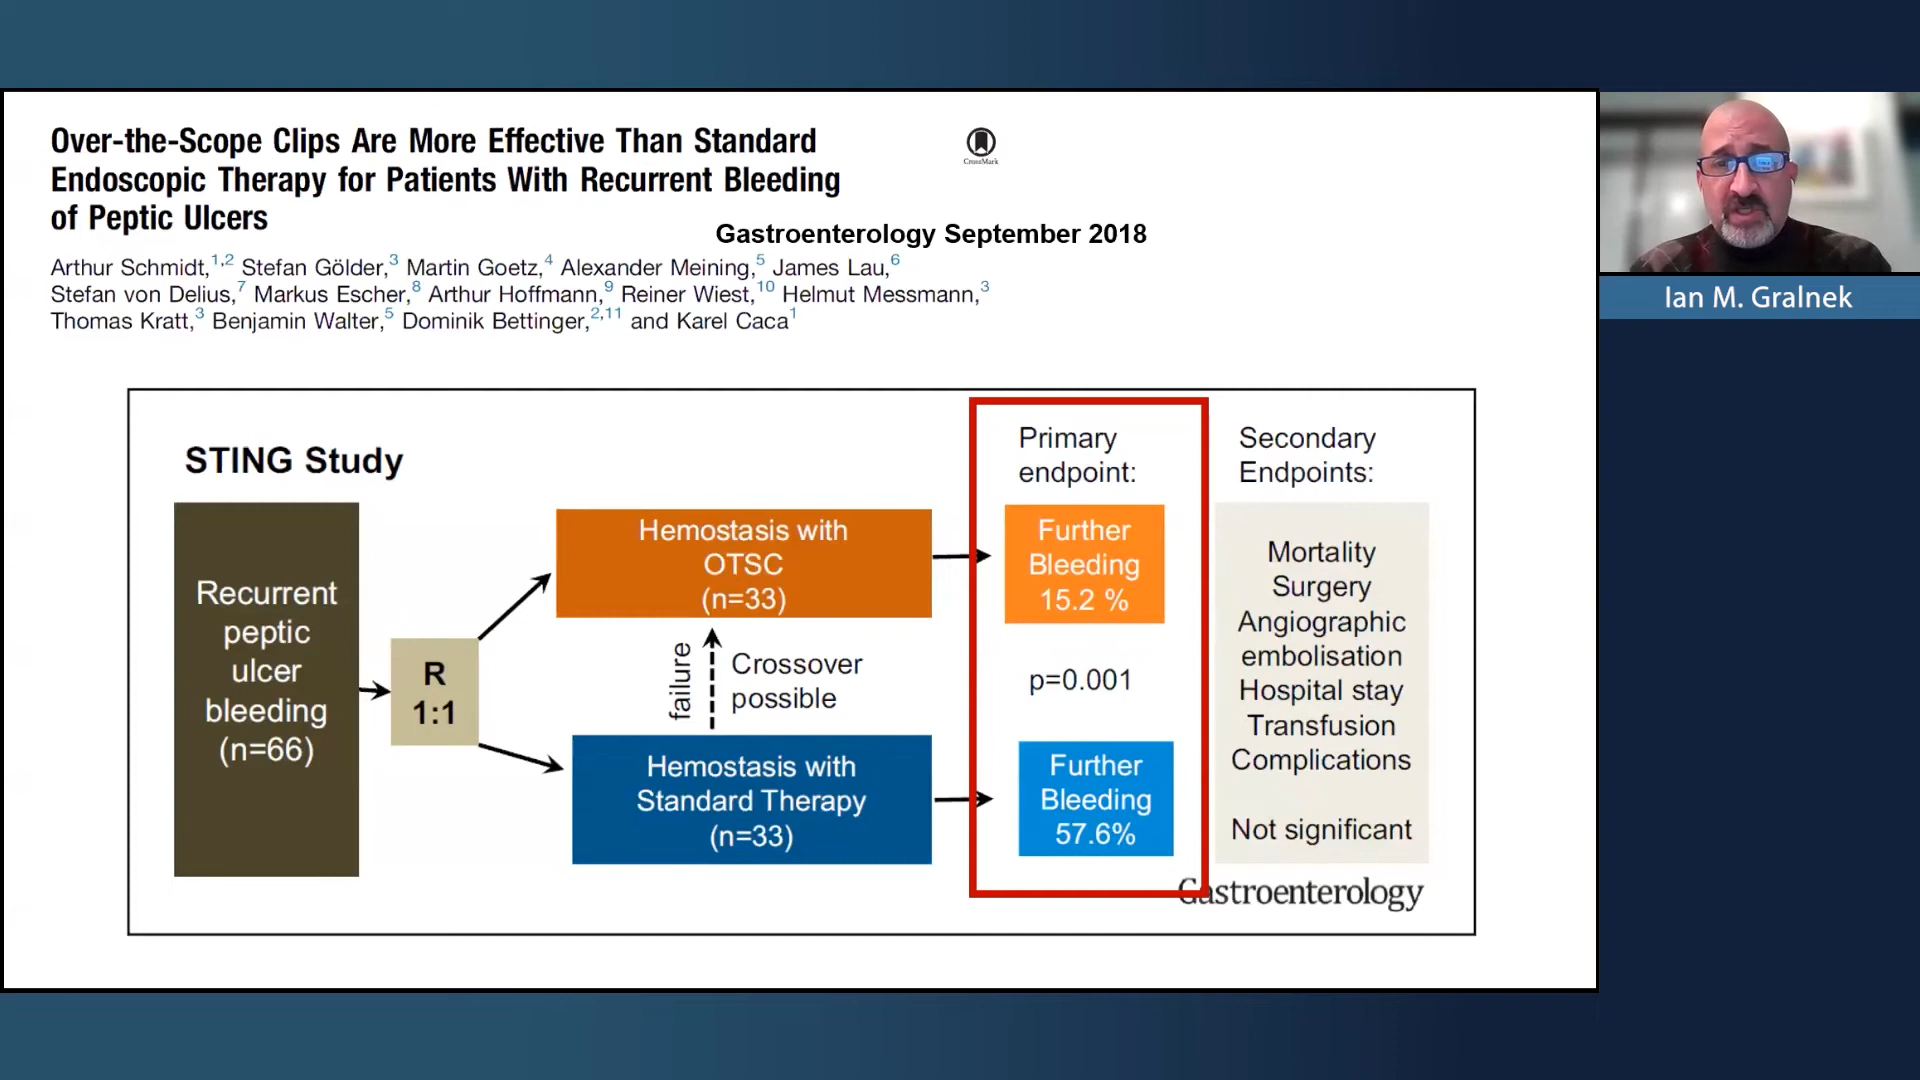 Over-the-Scope Clips Are More Effective Than Standard
Endoscopic Therapy for Patients With Recurrent Bleeding
of Peptic Ulcers
CrossMark
Gastroenterology September 2018
Arthur Schmidt,1,2 Stefan Gölder,3 Martin Goetz,4 Alexander Meining,5 James Lau,6
Stefan von Delius,7 Markus Escher,8 Arthur Hoffmann,9 Reiner Wiest,10 Helmut Messmann,3
Thomas Kratt,3 Benjamin Walter,5 Dominik Bettinger,2,11 and Karel Caca1
STING Study
Recurrent
peptic
ulcer
bleeding
(n=66)
R
1:1
Hemostasis with
OTSC
(n=33)
failure
Crossover
possible
Hemostasis with
Standard Therapy
(n=33)
Primary
endpoint:
Further
Bleeding
15.2 %
p=0.001
Further
Bleeding
57.6%
Secondary
Endpoints:
Mortality
Surgery
Angiographic
embolisation
Hospital stay
Transfusion
Complications
Not significant
Gastroenterology
Ian M. Gralnek